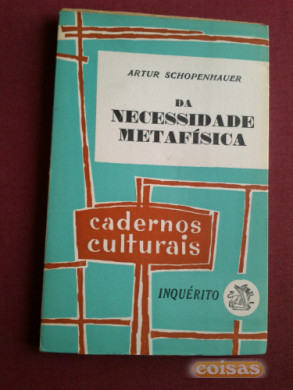 ARTUR SCHOPENHAUER
DA
NECESSIDADE
METAFÍSICA
cadernos
culturais
INQUÉRITO
coisas